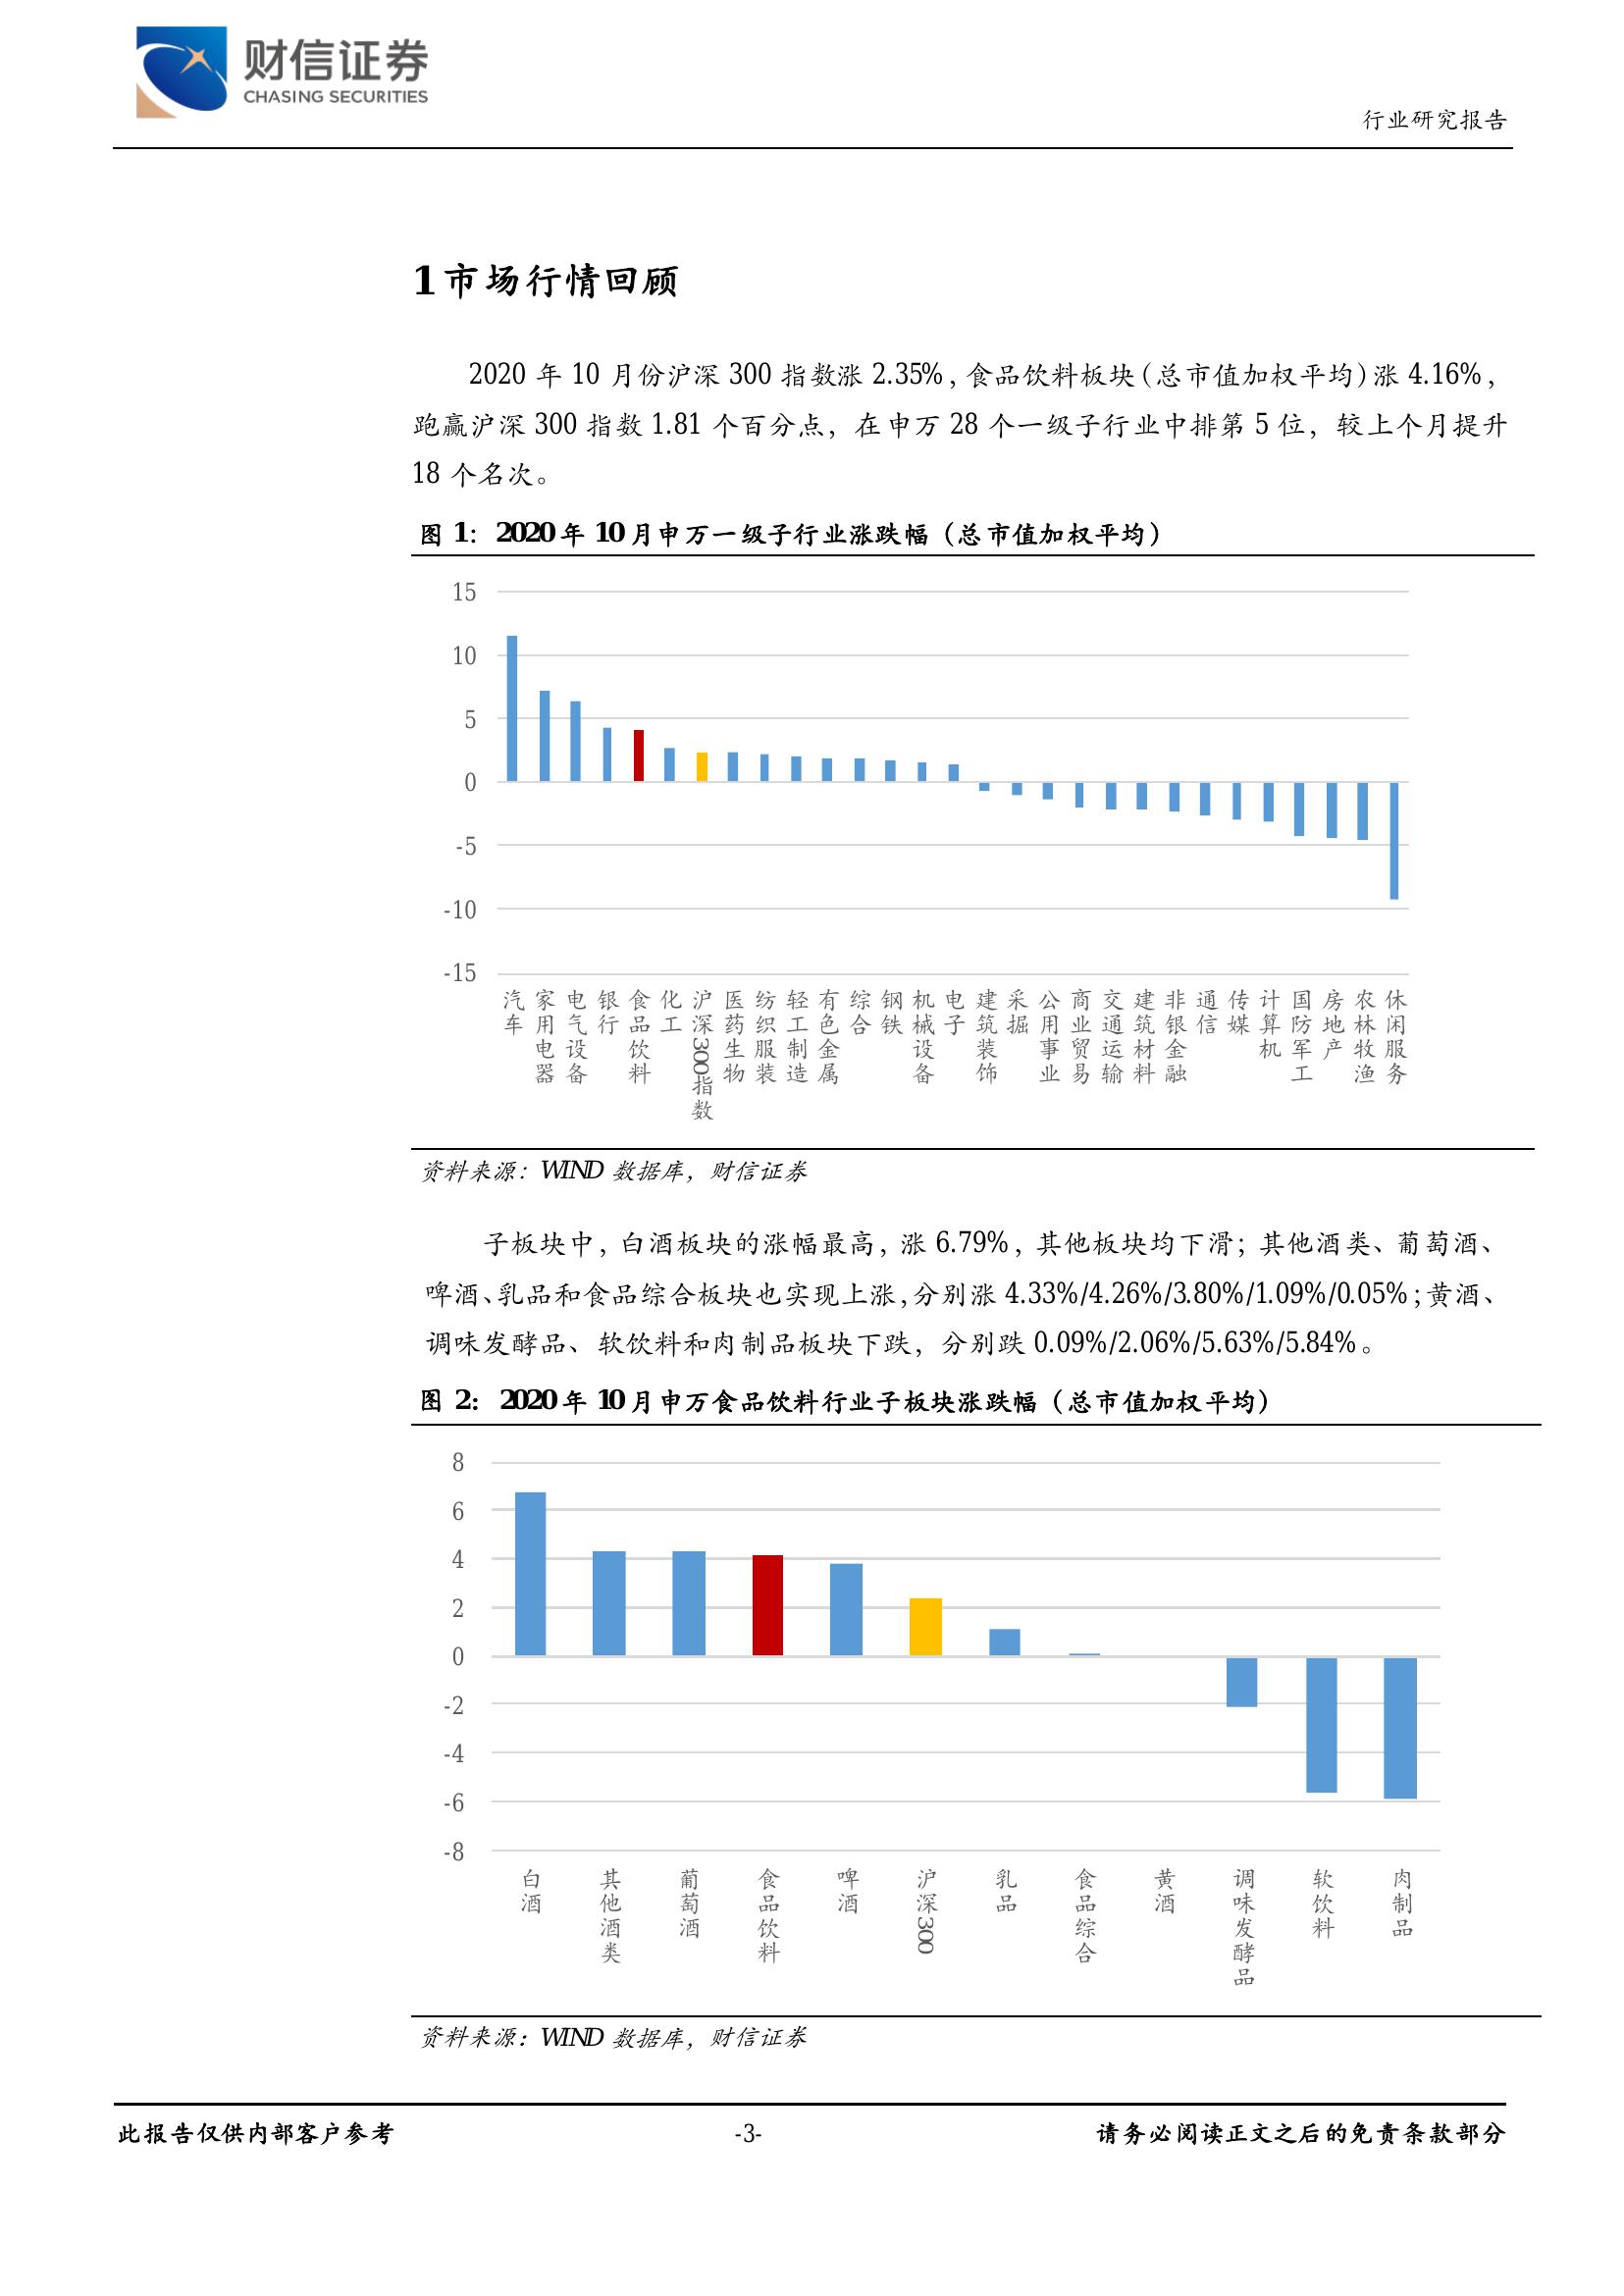 财信证券
CHASING SECURITIES
行业研究报告
1 市场行情回顾
2020 年 10 月份沪深 300 指数涨 2.35%，食品饮料板块（总市值加权平均）涨 4.16%，
跑赢沪深 300 指数 1.81 个百分点，在申万 28 个一级子行业中排第 5 位，较上个月提升
18 个名次。
图 1：2020 年 10 月申万一级子行业涨跌幅（总市值加权平均）
15
10
5
0
-5
-10
-15
汽车
家用电器
电气设备
银行
食品饮料
化工
沪深300指数
医药生物
纺织服装
轻工制造
有色金属
综合
钢铁
机械设备
电子
建筑装饰
采掘
公用事业
商业贸易
交通运输
建筑材料
非银金融
通信
传媒
计算机
国防军工
房地产
农林牧渔
休闲服务
资料来源：WIND 数据库，财信证券
子板块中，白酒板块的涨幅最高，涨 6.79%，其他板块均下滑；其他酒类、葡萄酒、
啤酒、乳品和食品综合板块也实现上涨，分别涨 4.33%/4.26%/3.80%/1.09%/0.05%；黄酒、
调味发酵品、软饮料和肉制品板块下跌，分别跌 0.09%/2.06%/5.63%/5.84%。
图 2：2020 年 10 月申万食品饮料行业子板块涨跌幅（总市值加权平均）
8
6
4
2
0
-2
-4
-6
-8
白酒
其他酒类
葡萄酒
食品饮料
啤酒
沪深300
乳品
食品综合
黄酒
调味发酵品
软饮料
肉制品
资料来源：WIND 数据库，财信证券
此报告仅供内部客户参考
-3-
请务必阅读正文之后的免责条款部分